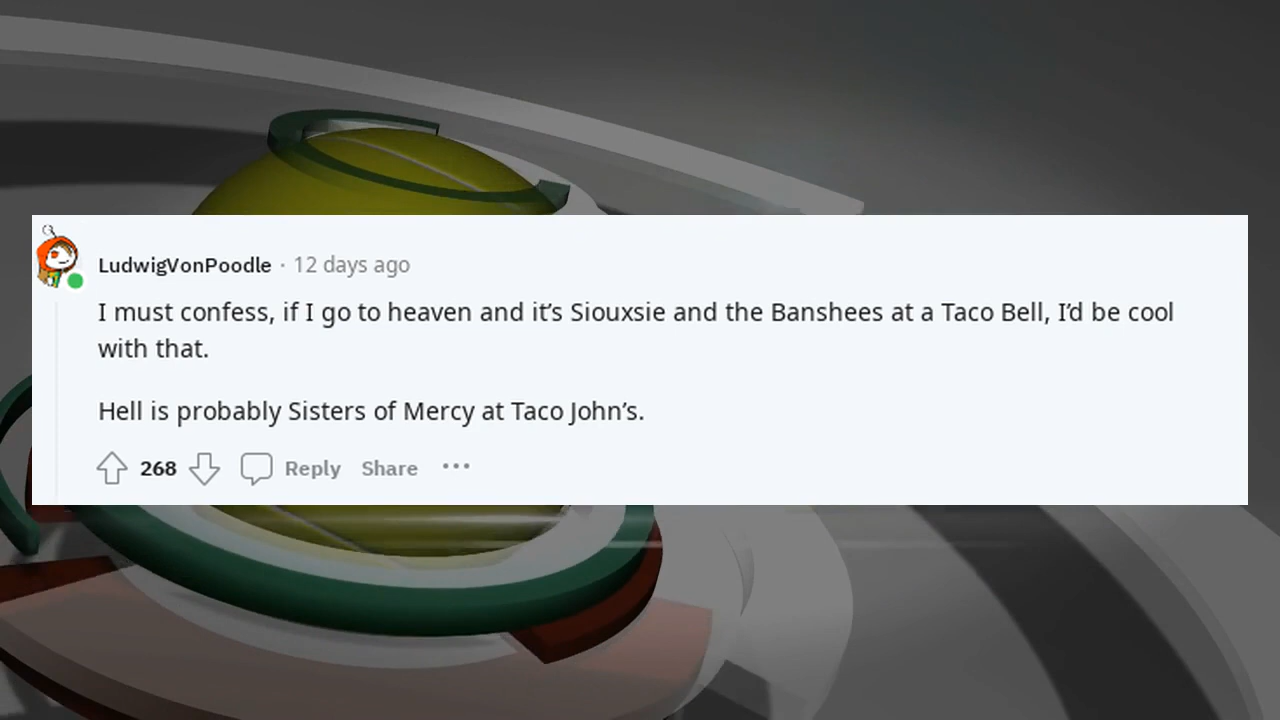 LudwigVonPoodle · 12 days ago
I must confess, if I go to heaven and it’s Siouxsie and the Banshees at a Taco Bell, I’d be cool
with that.
Hell is probably Sisters of Mercy at Taco John’s.
268 Reply Share ···